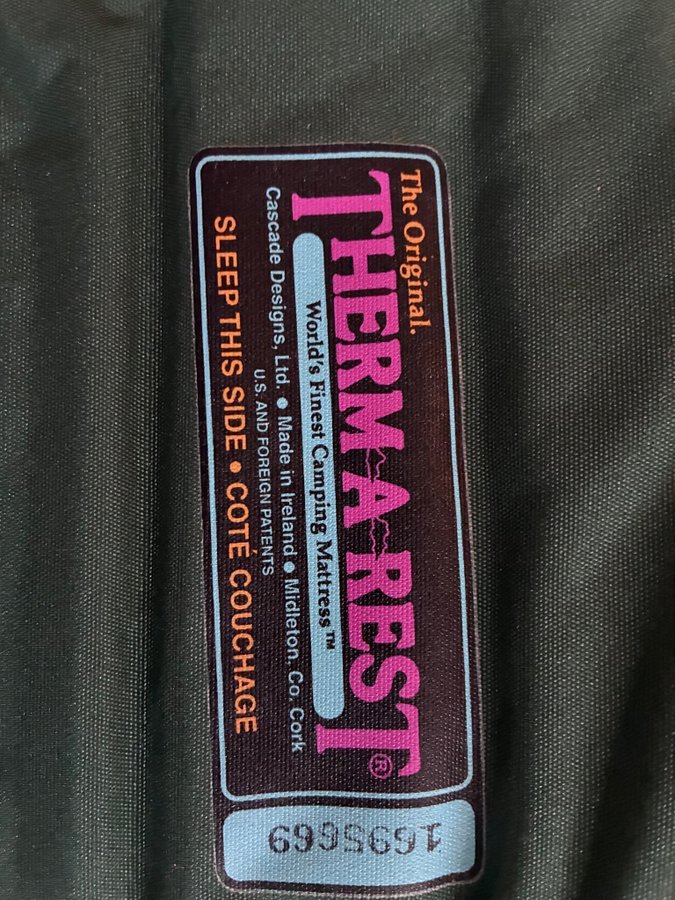 The Original.
THERM-A-REST®
World's Finest Camping Mattress™
Cascade Designs, Ltd. • Made in Ireland • Midleton, Co. Cork
U.S. AND FOREIGN PATENTS
SLEEP THIS SIDE • COTÉ COUCHAGE
1695669